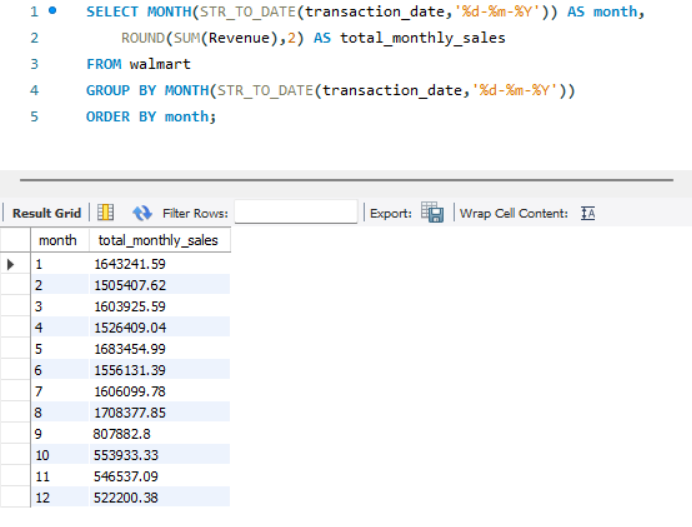 1 SELECT MONTH(STR_TO_DATE(transaction_date,'%d-%m-%Y')) AS month,
2 ROUND(SUM(Revenue),2) AS total_monthly_sales
3 FROM walmart
4 GROUP BY MONTH(STR_TO_DATE(transaction_date,'%d-%m-%Y'))
5 ORDER BY month;
Result Grid Filter Rows: Export: Wrap Cell Content: IA
month total_monthly_sales
1 1643241.59
2 1505407.62
3 1603925.59
4 1526409.04
5 1683454.99
6 1556131.39
7 1606099.78
8 1708377.85
9 807882.8
10 553933.33
11 546537.09
12 522200.38